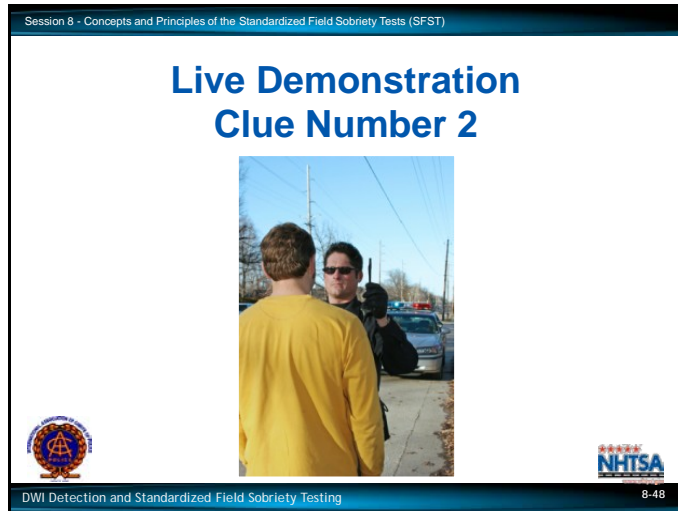 Session 8 - Concepts and Principles of the Standardized Field Sobriety Tests (SFST)
Live Demonstration
Clue Number 2
NHTSA
DWI Detection and Standardized Field Sobriety Testing
8-48